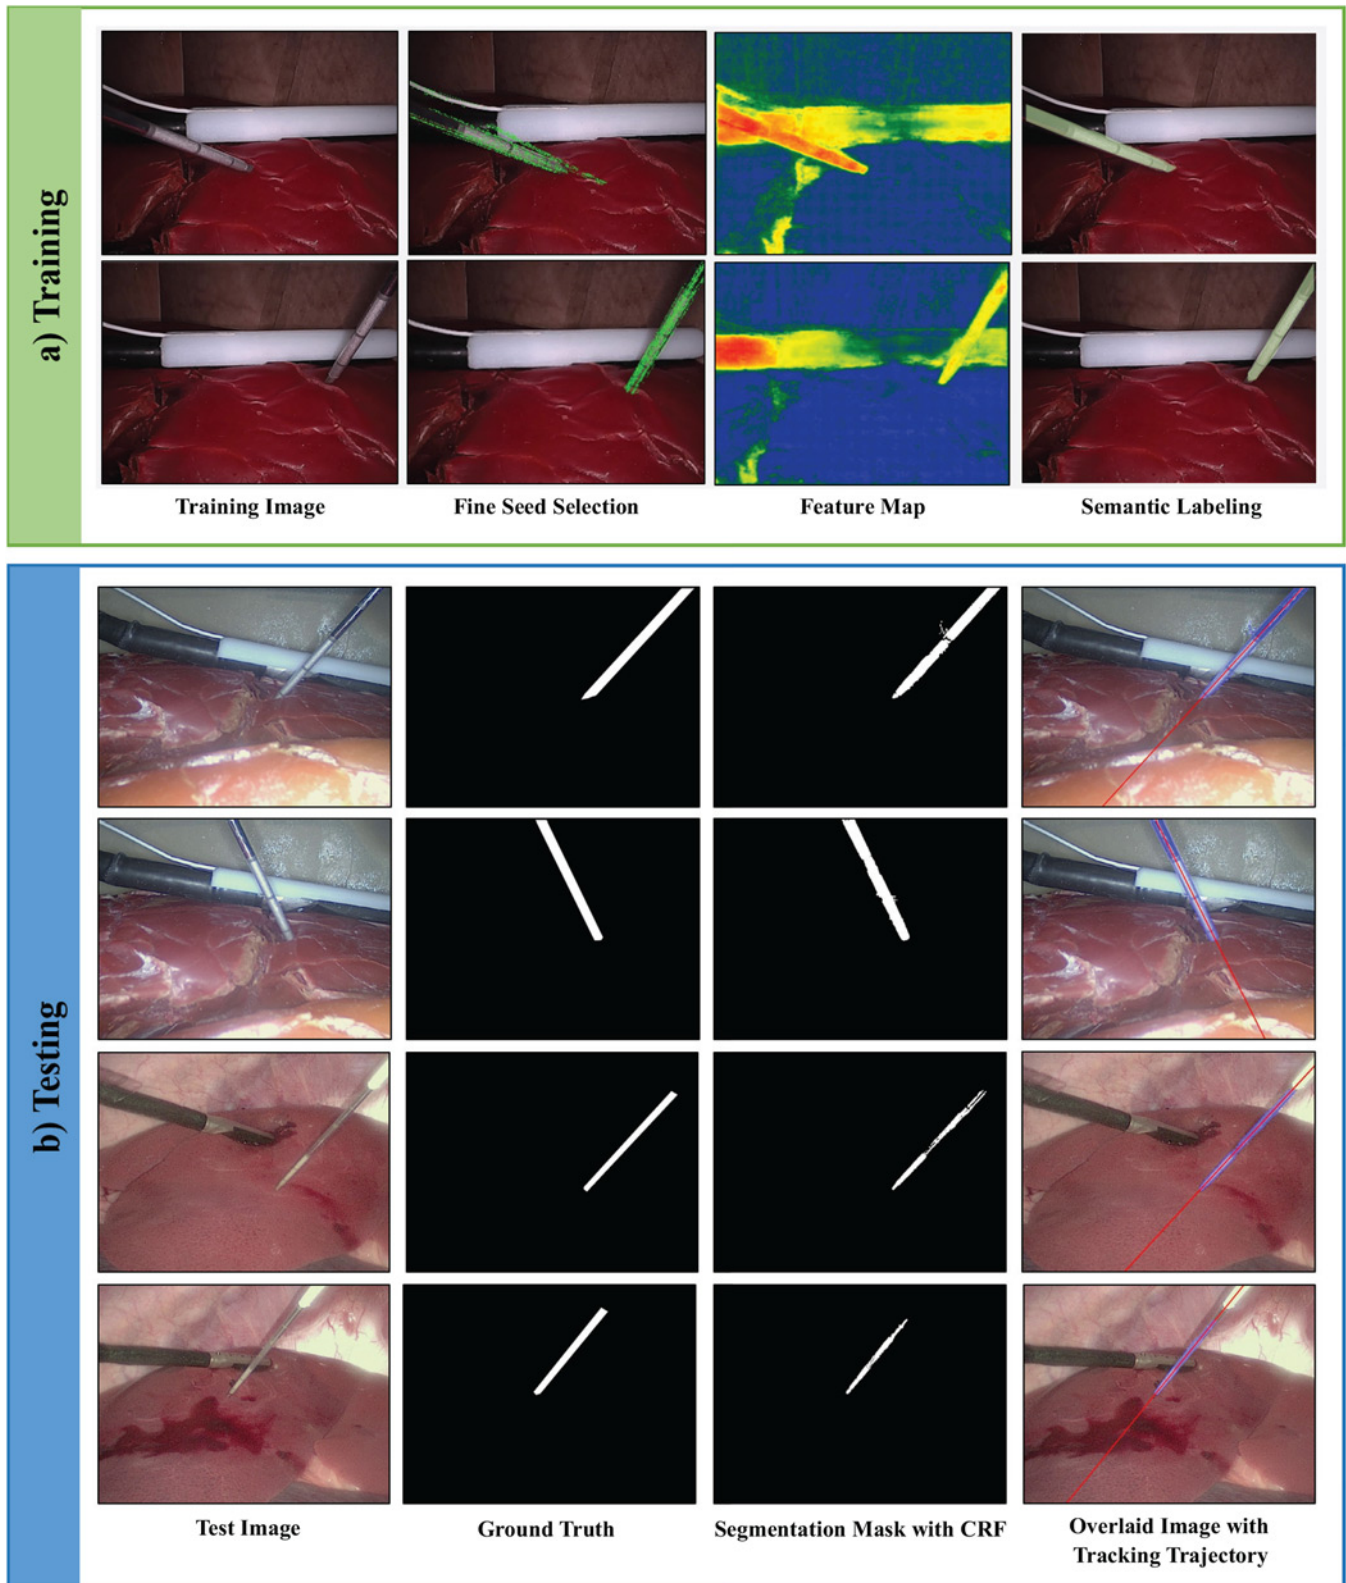 a) Training
Training Image
Fine Seed Selection
Feature Map
Semantic Labeling
b) Testing
Test Image
Ground Truth
Segmentation Mask with CRF
Overlaid Image with
Tracking Trajectory